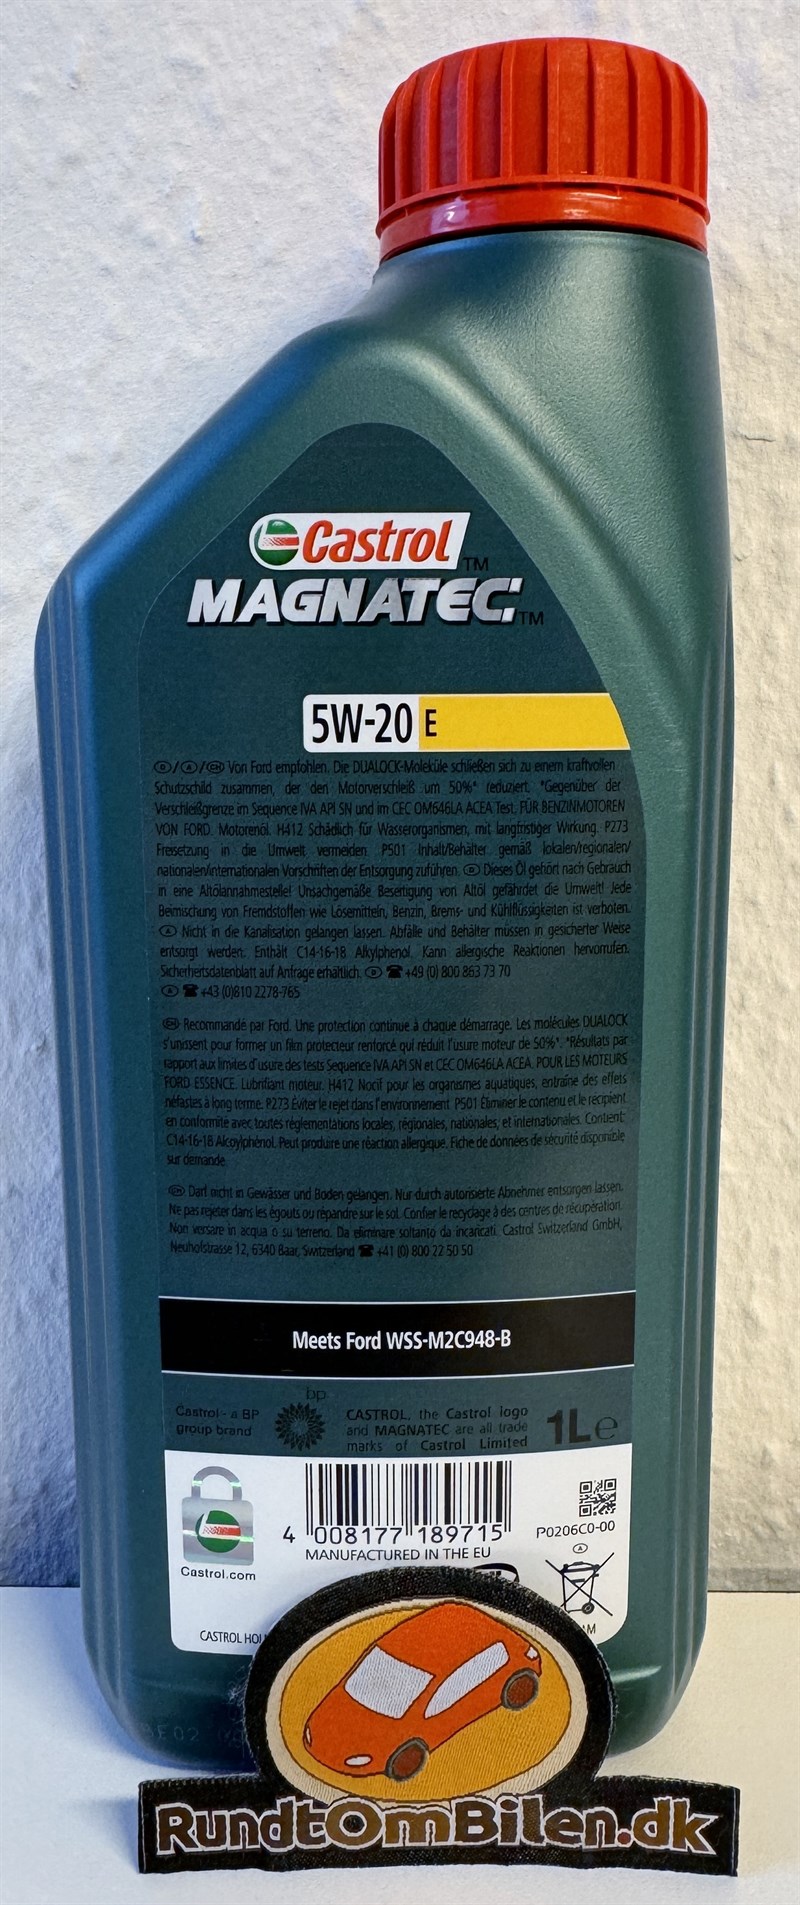 Castrol TM
MAGNATEC TM
5W-20 E
D/A/CH Von Ford empfohlen. Die DUALOCK-Moleküle schließen sich zu einem kraftvollen
Schutzschild zusammen, der den Motorverschleiß um 50%* reduziert. *Gegenüber der
Verschleißgrenze im Sequence IVA API SN und im CEC OM646LA ACEA Test. FÜR BENZINMOTOREN
VON FORD. Motorenöl. H412 Schädlich für Wasserorganismen, mit langfristiger Wirkung. P273
Freisetzung in die Umwelt vermeiden. P501 Inhalt/Behälter gemäß lokalen/regionalen/
nationalen/internationalen Vorschriften der Entsorgung zuführen. D Dieses Öl gehört nach Gebrauch
in eine Altölannahmestelle! Unsachgemäße Beseitigung von Altöl gefährdet die Umwelt! Jede
Beimischung von Fremdstoffen wie Lösemitteln, Benzin, Brems- und Kühlflüssigkeiten ist verboten.
A Nicht in die Kanalisation gelangen lassen. Abfälle und Behälter müssen in gesicherter Weise
entsorgt werden. Enthält C14-16-18 Alkylphenol. Kann allergische Reaktionen hervorrufen.
Sicherheitsdatenblatt auf Anfrage erhältlich. D ☎ +49 (0) 800 863 73 70
A ☎ +43 (0)810 2278-765
CH Recommandé par Ford. Une protection continue à chaque démarrage. Les molécules DUALOCK
s'unissent pour former un film protecteur renforcé qui réduit l'usure moteur de 50%*. *Résultats par
rapport aux limites d'usure des tests Sequence IVA API SN et CEC OM646LA ACEA. POUR LES MOTEURS
FORD ESSENCE. Lubrifiant moteur. H412 Nocif pour les organismes aquatiques, entraîne des effets
néfastes à long terme. P273 Éviter le rejet dans l'environnement. P501 Éliminer le contenu et le récipient
en conformité avec toutes réglementations locales, régionales, nationales, et internationales. Contient:
C14-16-18 Alcoylphénol. Peut produire une réaction allergique. Fiche de données de sécurité disponible
sur demande.
CH Darf nicht in Gewässer und Boden gelangen. Nur durch autorisierte Abnehmer entsorgen lassen.
Ne pas rejeter dans les égouts ou répandre sur le sol. Confier le recyclage à des centres de récupération.
Non versare in acqua o su terreno. Da eliminare soltanto da incaricati. Castrol Switzerland GmbH,
Neuhofstrasse 12, 6340 Baar, Switzerland ☎ +41 (0) 800 22 50 50
Meets Ford WSS-M2C948-B
bp
Castrol - a BP
group brand
CASTROL, the Castrol logo
and MAGNATEC are all trade
marks of Castrol Limited
1L e
Castrol.com
4 008177 189715
MANUFACTURED IN THE EU
P0206C0-00
A
CASTROL
RundtOmBilen.dk